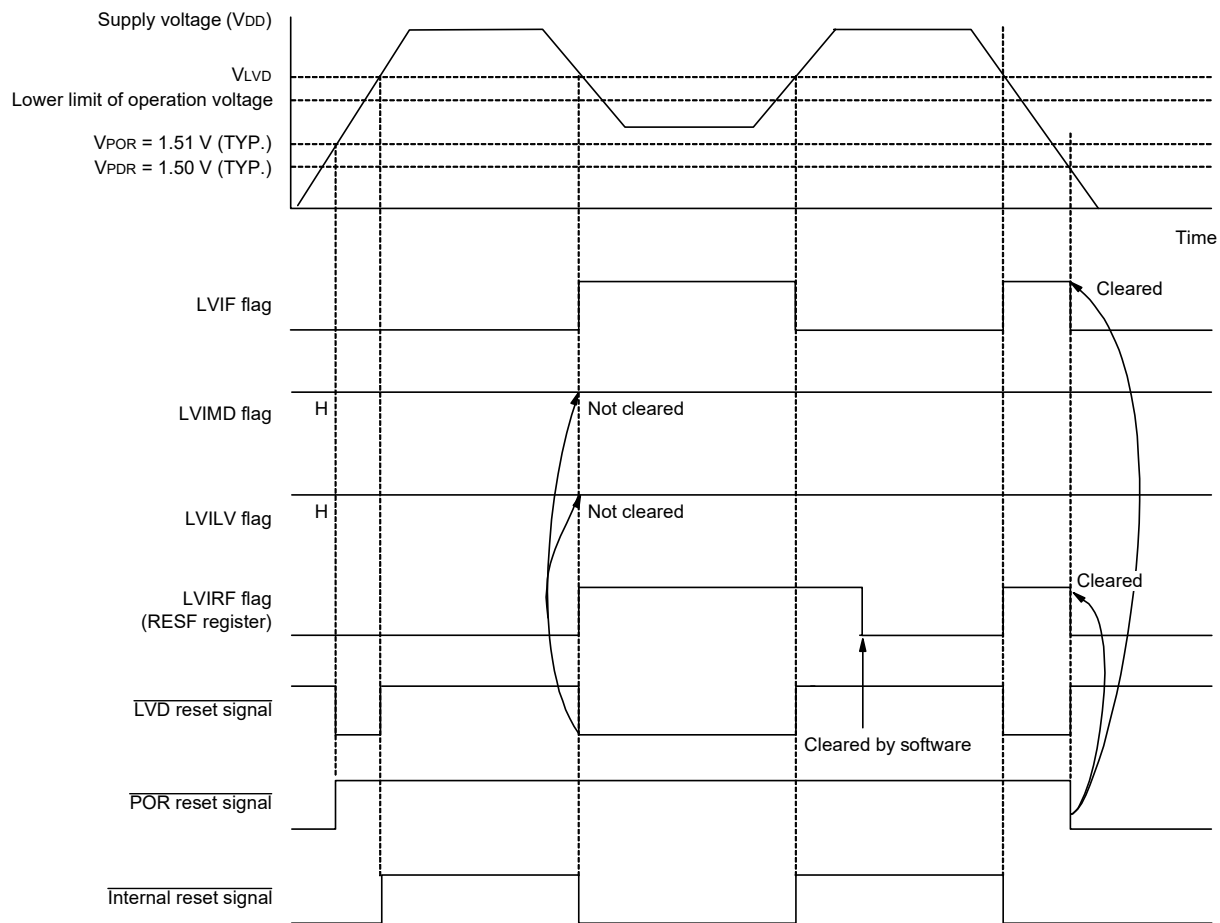 Supply voltage (VDD)
VLVD
Lower limit of operation voltage
VPOR = 1.51 V (TYP.)
VPDR = 1.50 V (TYP.)
Time
LVIF flag
Cleared
LVIMD flag
H
Not cleared
LVILV flag
H
Not cleared
LVIRF flag
(RESF register)
Cleared
LVD reset signal
Cleared by software
POR reset signal
Internal reset signal